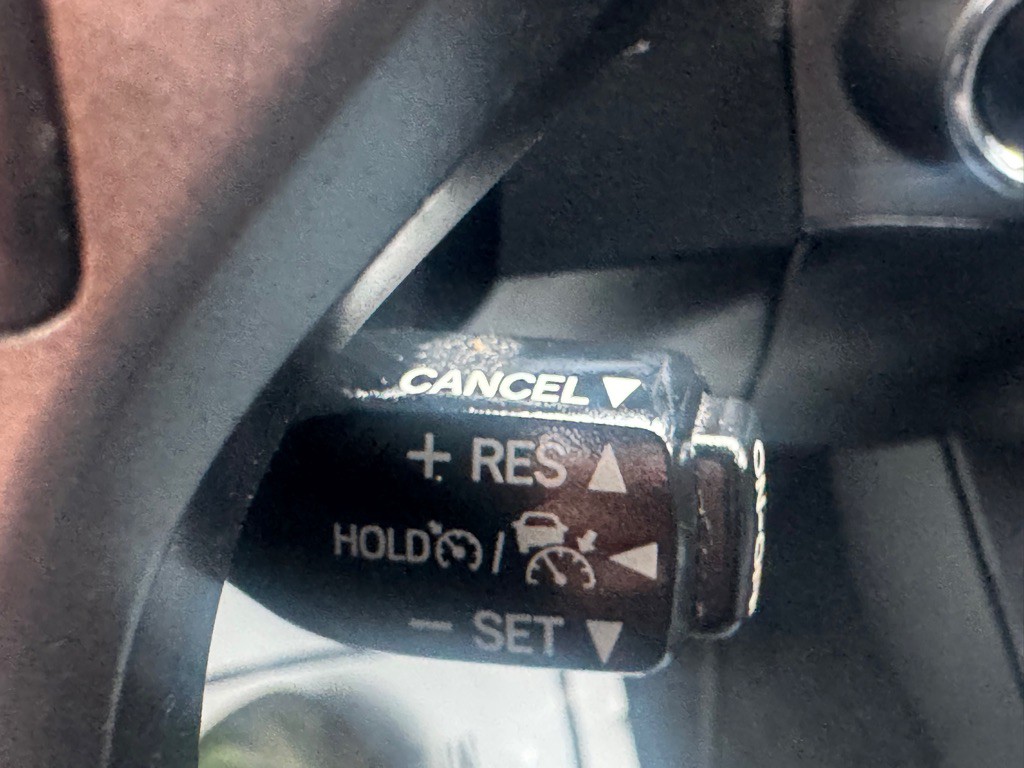 CANCEL ▼
+ RES ▲
HOLD / ◀
− SET ▼